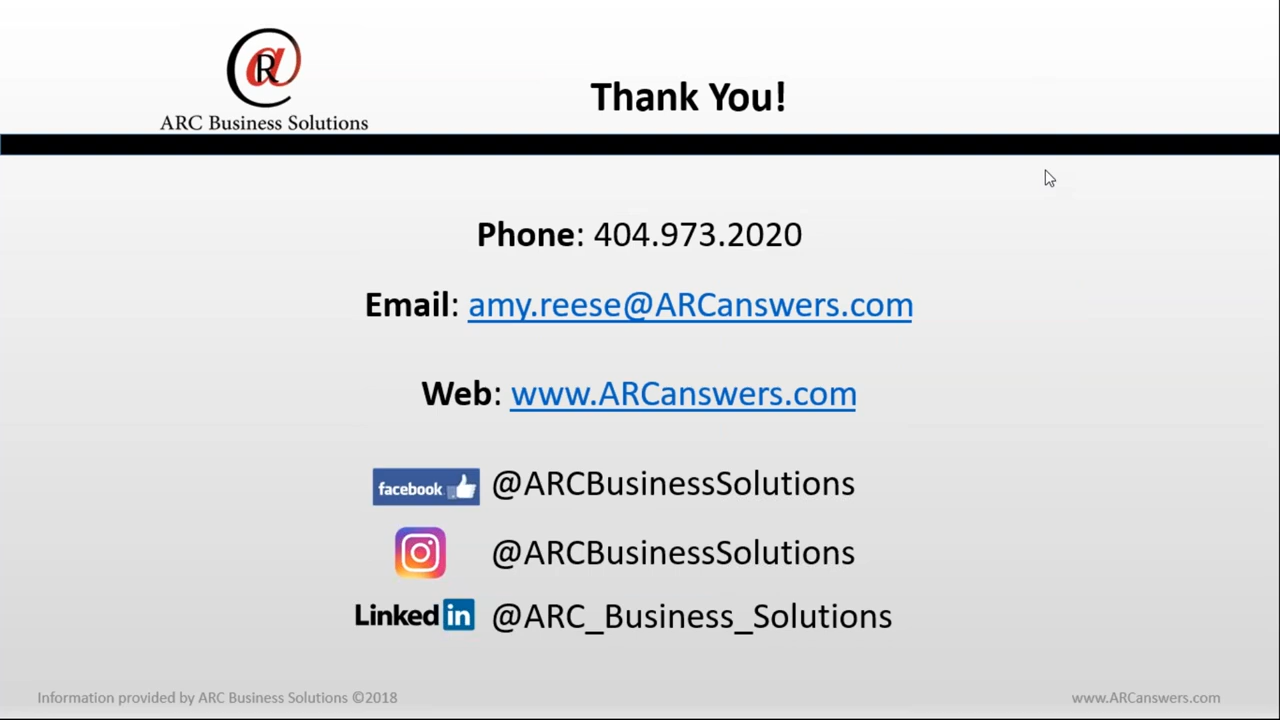 @R
ARC Business Solutions
Thank You!
Phone: 404.973.2020
Email: amy.reese@ARCanswers.com
Web: www.ARCanswers.com
facebook @ARCBusinessSolutions
@ARCBusinessSolutions
Linked in @ARC_Business_Solutions
Information provided by ARC Business Solutions ©2018
www.ARCanswers.com